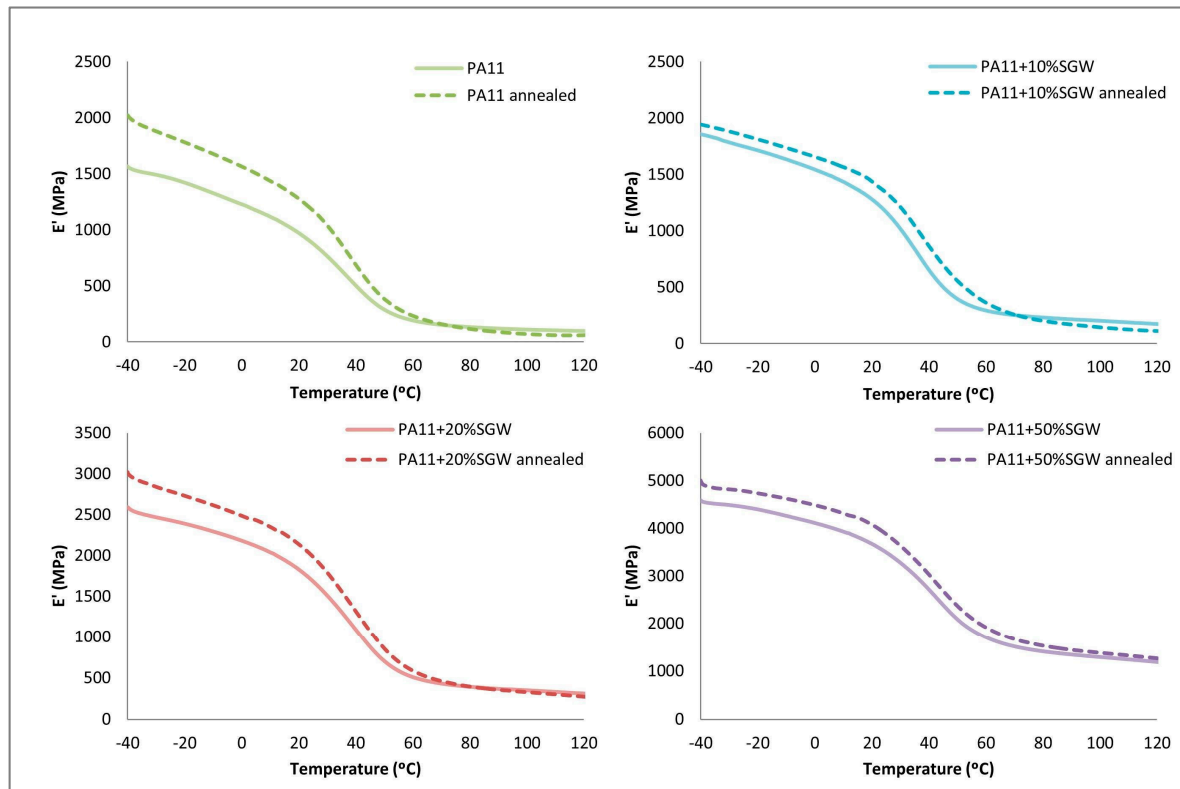 PA11
PA11 annealed
2500
2000
1500
1000
500
0
E' (MPa)
-40 -20 0 20 40 60 80 100 120
Temperature (ºC)
PA11+10%SGW
PA11+10%SGW annealed
2500
2000
1500
1000
500
0
E' (MPa)
-40 -20 0 20 40 60 80 100 120
Temperature (ºC)
PA11+20%SGW
PA11+20%SGW annealed
3500
3000
2500
2000
1500
1000
500
0
E' (MPa)
-40 -20 0 20 40 60 80 100 120
Temperature (ºC)
PA11+50%SGW
PA11+50%SGW annealed
6000
5000
4000
3000
2000
1000
0
E' (MPa)
-40 -20 0 20 40 60 80 100 120
Temperature (ºC)